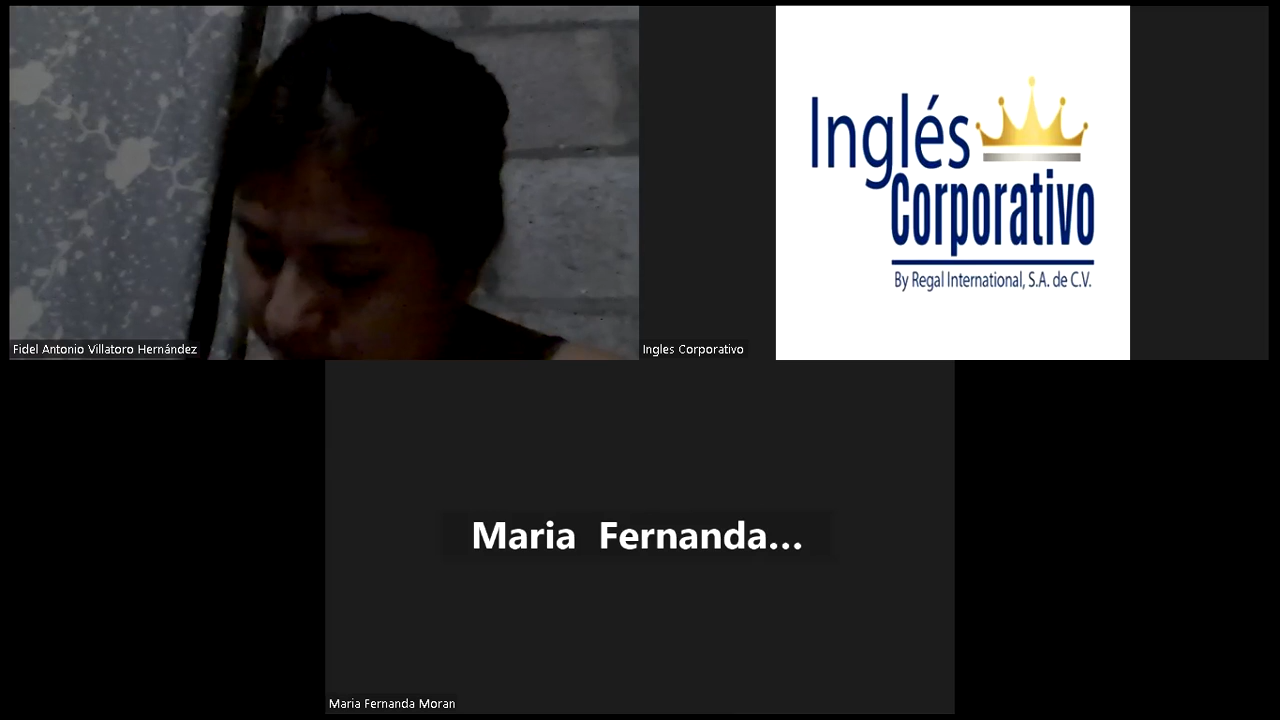 Inglés
Corporativo
By Regal International, S.A. de C.V.
Fidel Antonio Villatoro Hernández
Ingles Corporativo
Maria Fernanda...
Maria Fernanda Moran